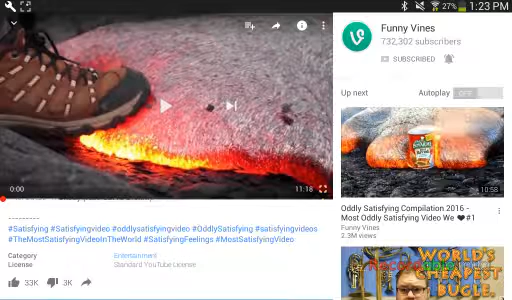 27% 1:23 PM
Funny Vines
732,302 subscribers
SUBSCRIBED
Up next
Autoplay OFF
0:00
11:18
---------
#Satisfying #Satisfyingvideo #oddlysatisfyingvideo #OddlySatisfying #satisfyingvideos
#TheMostSatisfyingVideoInTheWorld #SatisfyingFeelings #MostSatisfyingVideo
Category Entertainment
License Standard YouTube License
33K 3K
10:58
Oddly Satisfying Compilation 2016 -
Most Oddly Satisfying Video We ❤#1
Funny Vines
2.3M views
WORLD'S
CHEAPEST
BUGLE.